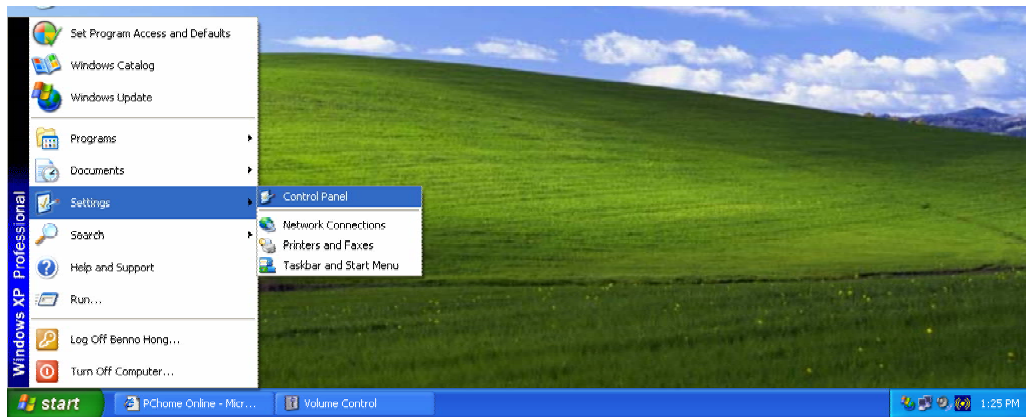 Set Program Access and Defaults
Windows Catalog
Windows Update
Programs
Documents
Settings
Control Panel
Network Connections
Printers and Faxes
Taskbar and Start Menu
Search
Help and Support
Run...
Log Off Benno Hong...
Turn Off Computer...
Windows XP Professional
start
PChome Online - Micr...
Volume Control
1:25 PM